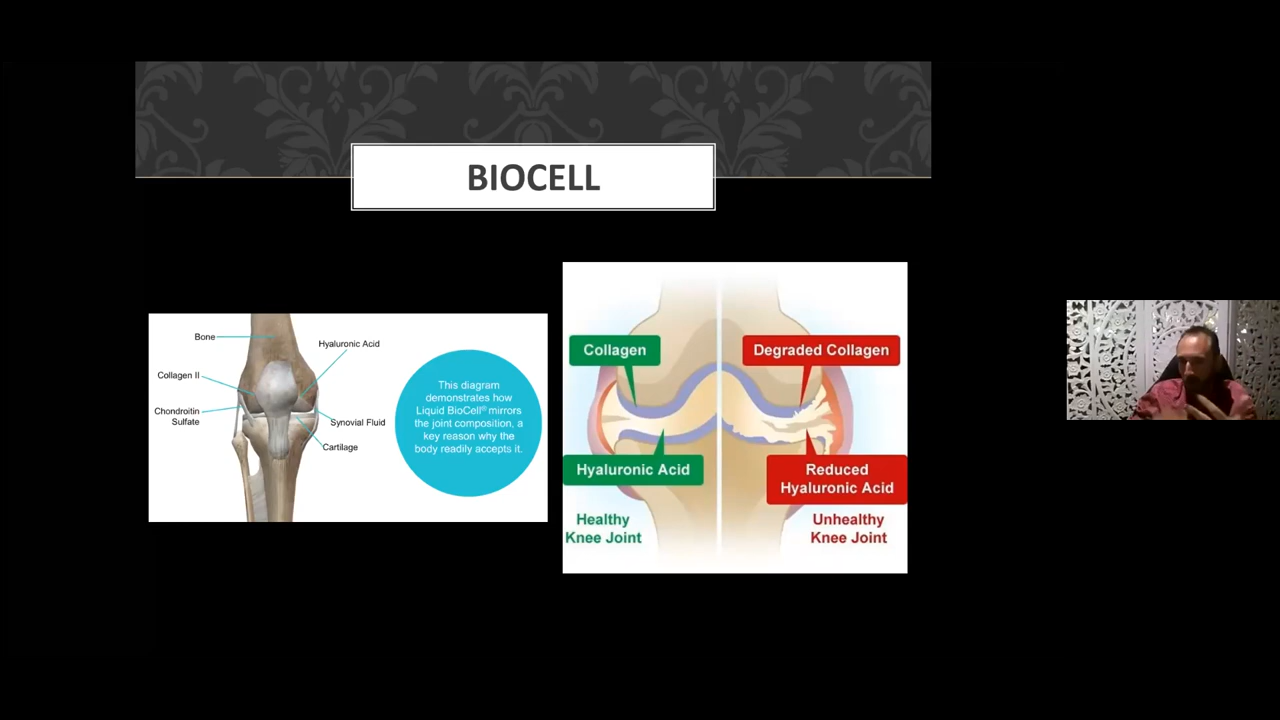 BIOCELL
Bone
Hyaluronic Acid
Collagen II
Chondroitin
Sulfate
Synovial Fluid
Cartilage
This diagram
demonstrates how
Liquid BioCell® mirrors
the joint composition, a
key reason why the
body readily accepts it.
Collagen
Degraded Collagen
Hyaluronic Acid
Reduced
Hyaluronic Acid
Healthy
Knee Joint
Unhealthy
Knee Joint